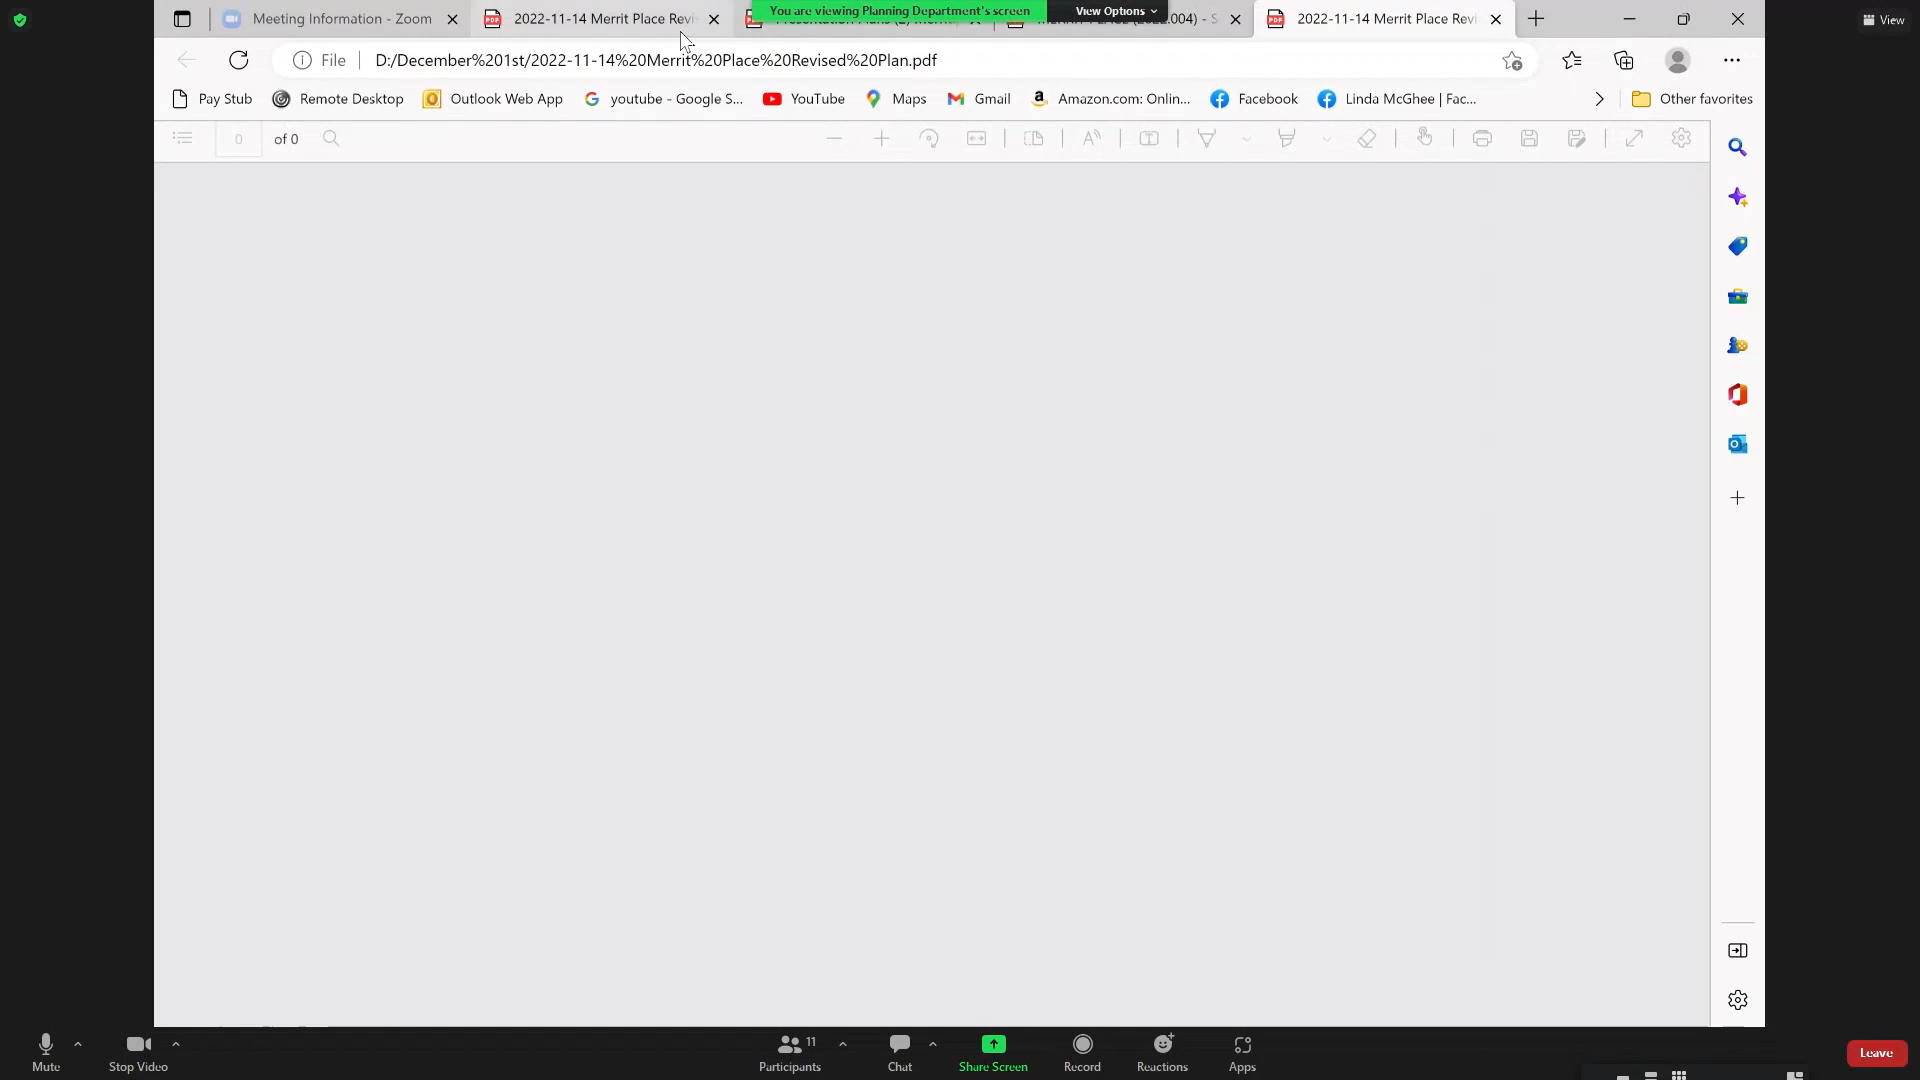 Meeting Information - Zoom
2022-11-14 Merrit Place Revi
You are viewing Planning Department's screen
View Options
2022-11-14 Merrit Place Revi
View
File
D:/December%201st/2022-11-14%20Merrit%20Place%20Revised%20Plan.pdf
Pay Stub
Remote Desktop
Outlook Web App
youtube - Google S...
YouTube
Maps
Gmail
Amazon.com: Onlin...
Facebook
Linda McGhee | Fac...
Other favorites
0 of 0
11
Mute
Stop Video
Participants
Chat
Share Screen
Record
Reactions
Apps
Leave